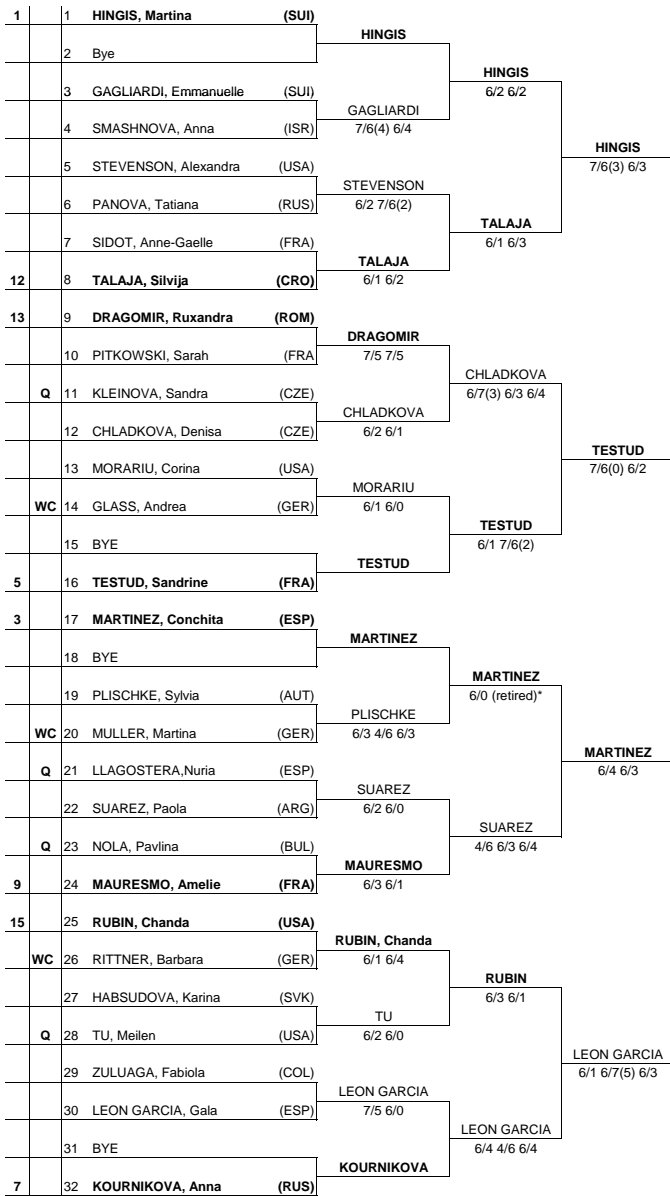 1 1 HINGIS, Martina (SUI)
HINGIS
2 Bye
HINGIS
3 GAGLIARDI, Emmanuelle (SUI) 6/2 6/2
GAGLIARDI
4 SMASHNOVA, Anna (ISR) 7/6(4) 6/4
HINGIS
5 STEVENSON, Alexandra (USA) 7/6(3) 6/3
STEVENSON
6 PANOVA, Tatiana (RUS) 6/2 7/6(2)
TALAJA
7 SIDOT, Anne-Gaelle (FRA) 6/1 6/3
TALAJA
12 8 TALAJA, Silvija (CRO) 6/1 6/2
13 9 DRAGOMIR, Ruxandra (ROM)
DRAGOMIR
10 PITKOWSKI, Sarah (FRA 7/5 7/5
CHLADKOVA
Q 11 KLEINOVA, Sandra (CZE) 6/7(3) 6/3 6/4
CHLADKOVA
12 CHLADKOVA, Denisa (CZE) 6/2 6/1
TESTUD
13 MORARIU, Corina (USA) 7/6(0) 6/2
MORARIU
WC 14 GLASS, Andrea (GER) 6/1 6/0
TESTUD
15 BYE 6/1 7/6(2)
TESTUD
5 16 TESTUD, Sandrine (FRA)
3 17 MARTINEZ, Conchita (ESP)
MARTINEZ
18 BYE
MARTINEZ
19 PLISCHKE, Sylvia (AUT) 6/0 (retired)*
PLISCHKE
WC 20 MULLER, Martina (GER) 6/3 4/6 6/3
MARTINEZ
Q 21 LLAGOSTERA,Nuria (ESP) 6/4 6/3
SUAREZ
22 SUAREZ, Paola (ARG) 6/2 6/0
SUAREZ
Q 23 NOLA, Pavlina (BUL) 4/6 6/3 6/4
MAURESMO
9 24 MAURESMO, Amelie (FRA) 6/3 6/1
15 25 RUBIN, Chanda (USA)
RUBIN, Chanda
WC 26 RITTNER, Barbara (GER) 6/1 6/4
RUBIN
27 HABSUDOVA, Karina (SVK) 6/3 6/1
TU
Q 28 TU, Meilen (USA) 6/2 6/0
LEON GARCIA
29 ZULUAGA, Fabiola (COL) 6/1 6/7(5) 6/3
LEON GARCIA
30 LEON GARCIA, Gala (ESP) 7/5 6/0
LEON GARCIA
31 BYE 6/4 4/6 6/4
KOURNIKOVA
7 32 KOURNIKOVA, Anna (RUS)